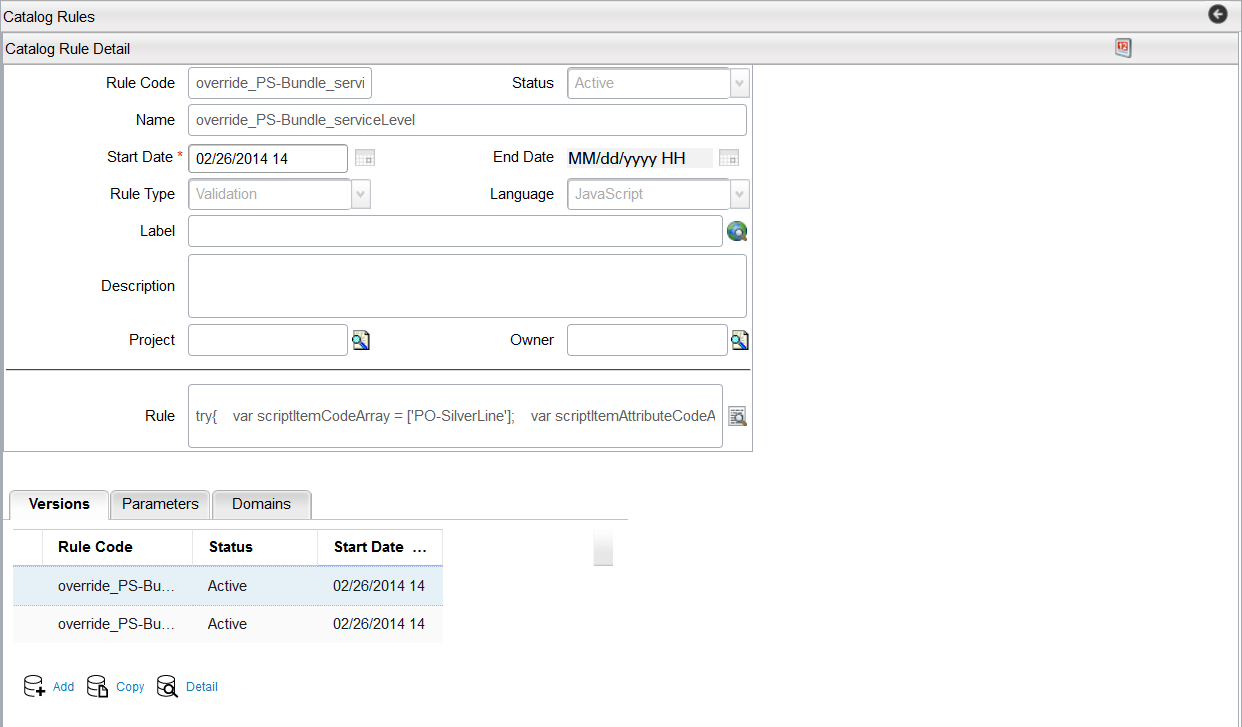 Catalog Rules
Catalog Rule Detail
12
Rule Code override_PS-Bundle_servi Status Active
Name override_PS-Bundle_serviceLevel
Start Date * 02/26/2014 14 End Date MM/dd/yyyy HH
Rule Type Validation Language JavaScript
Label
Description
Project Owner
Rule try{ var scriptItemCodeArray = ['PO-SilverLine']; var scriptItemAttributeCodeA
Versions Parameters Domains
Rule Code Status Start Date ...
override_PS-Bu... Active 02/26/2014 14
override_PS-Bu... Active 02/26/2014 14
Add Copy Detail